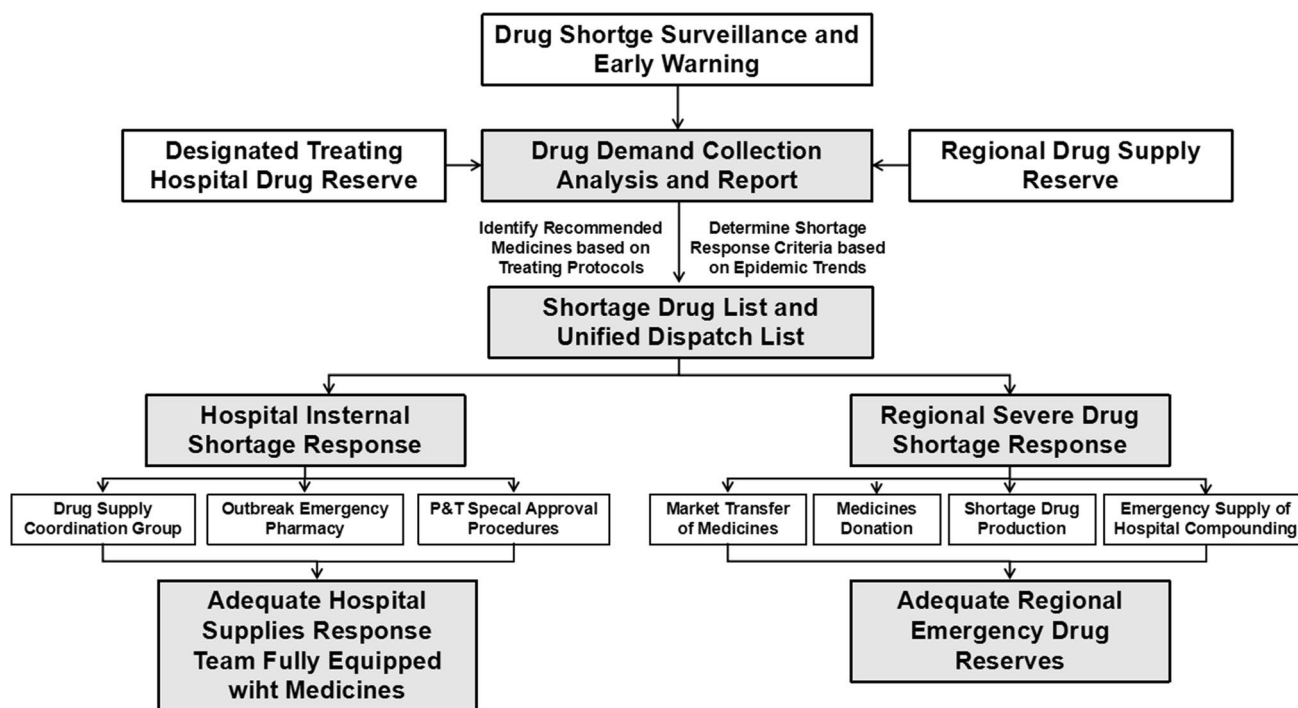 Drug Shortge Surveillance and
Early Warning
Designated Treating
Hospital Drug Reserve
Drug Demand Collection
Analysis and Report
Regional Drug Supply
Reserve
Identify Recommended
Medicines based on
Treating Protocols
Determine Shortage
Response Criteria based
on Epidemic Trends
Shortage Drug List and
Unified Dispatch List
Hospital Insternal
Shortage Response
Regional Severe Drug
Shortage Response
Drug Supply
Coordination Group
Outbreak Emergency
Pharmacy
P&T Specal Approval
Procedures
Market Transfer
of Medicines
Medicines
Donation
Shortage Drug
Production
Emergency Supply of
Hospital Compounding
Adequate Hospital
Supplies Response
Team Fully Equipped
wiht Medicines
Adequate Regional
Emergency Drug
Reserves